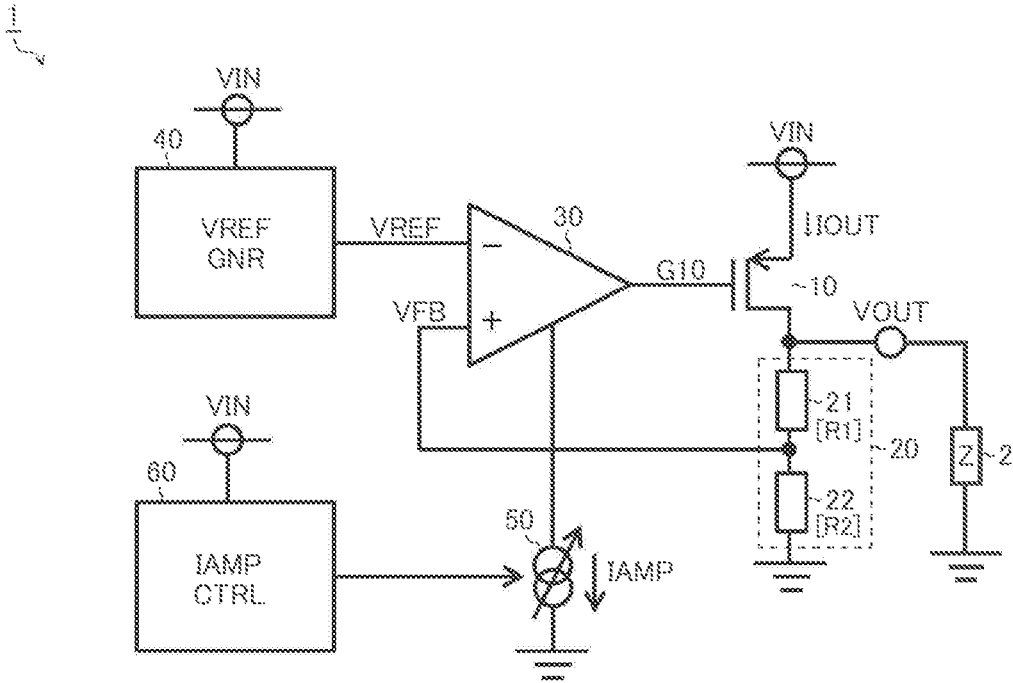 1
VIN
40
VREF
GNR
VREF
30
−
+
VFB
G10
VIN
IOUT
10
VOUT
21
[R1]
20
22
[R2]
Z
2
VIN
60
IAMP
CTRL
50
IAMP